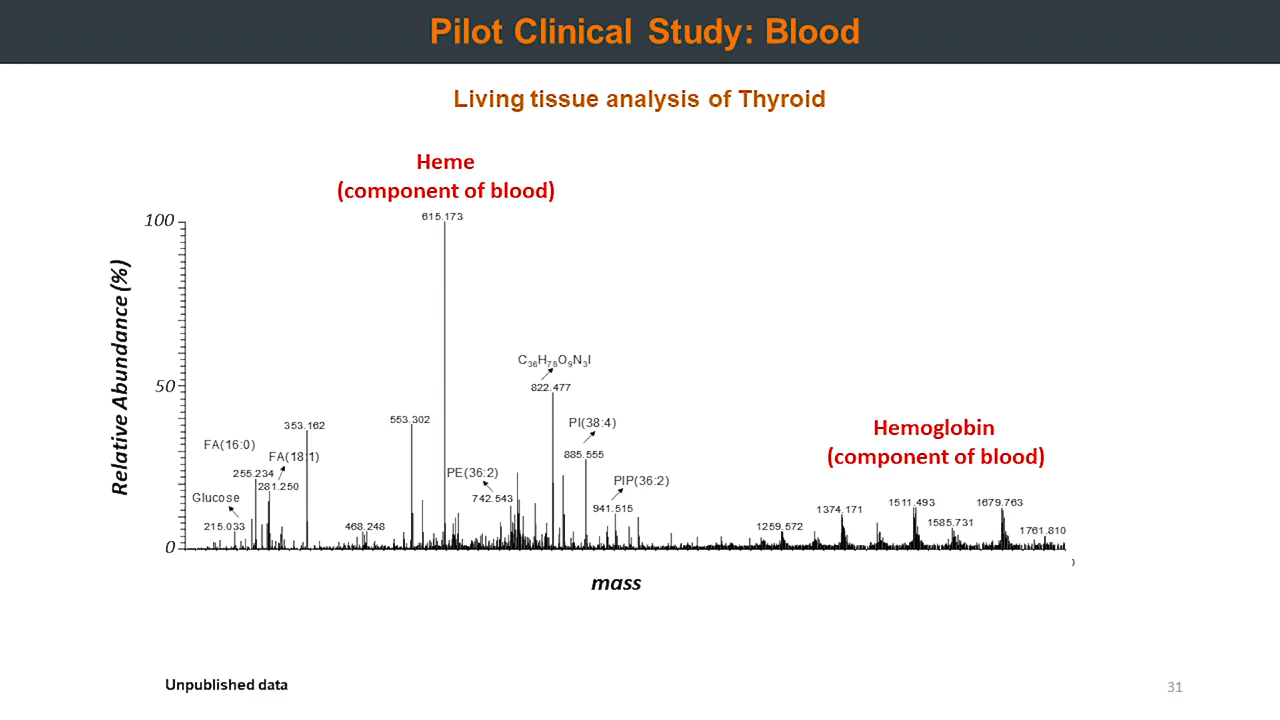 Pilot Clinical Study: Blood
Living tissue analysis of Thyroid
Heme
(component of blood)
615.173
100
Relative Abundance (%)
C36H78O9N3I
50
822.477
353.162
553.302
PI(38:4)
Hemoglobin
(component of blood)
FA(16:0)
FA(18:1)
885.555
255.234
281.250
PE(36:2)
PIP(36:2)
Glucose
742.543
941.515
215.033
468.248
1259.572
1374.171
1511.493
1585.731
1679.763
1761.810
0
mass
Unpublished data
31